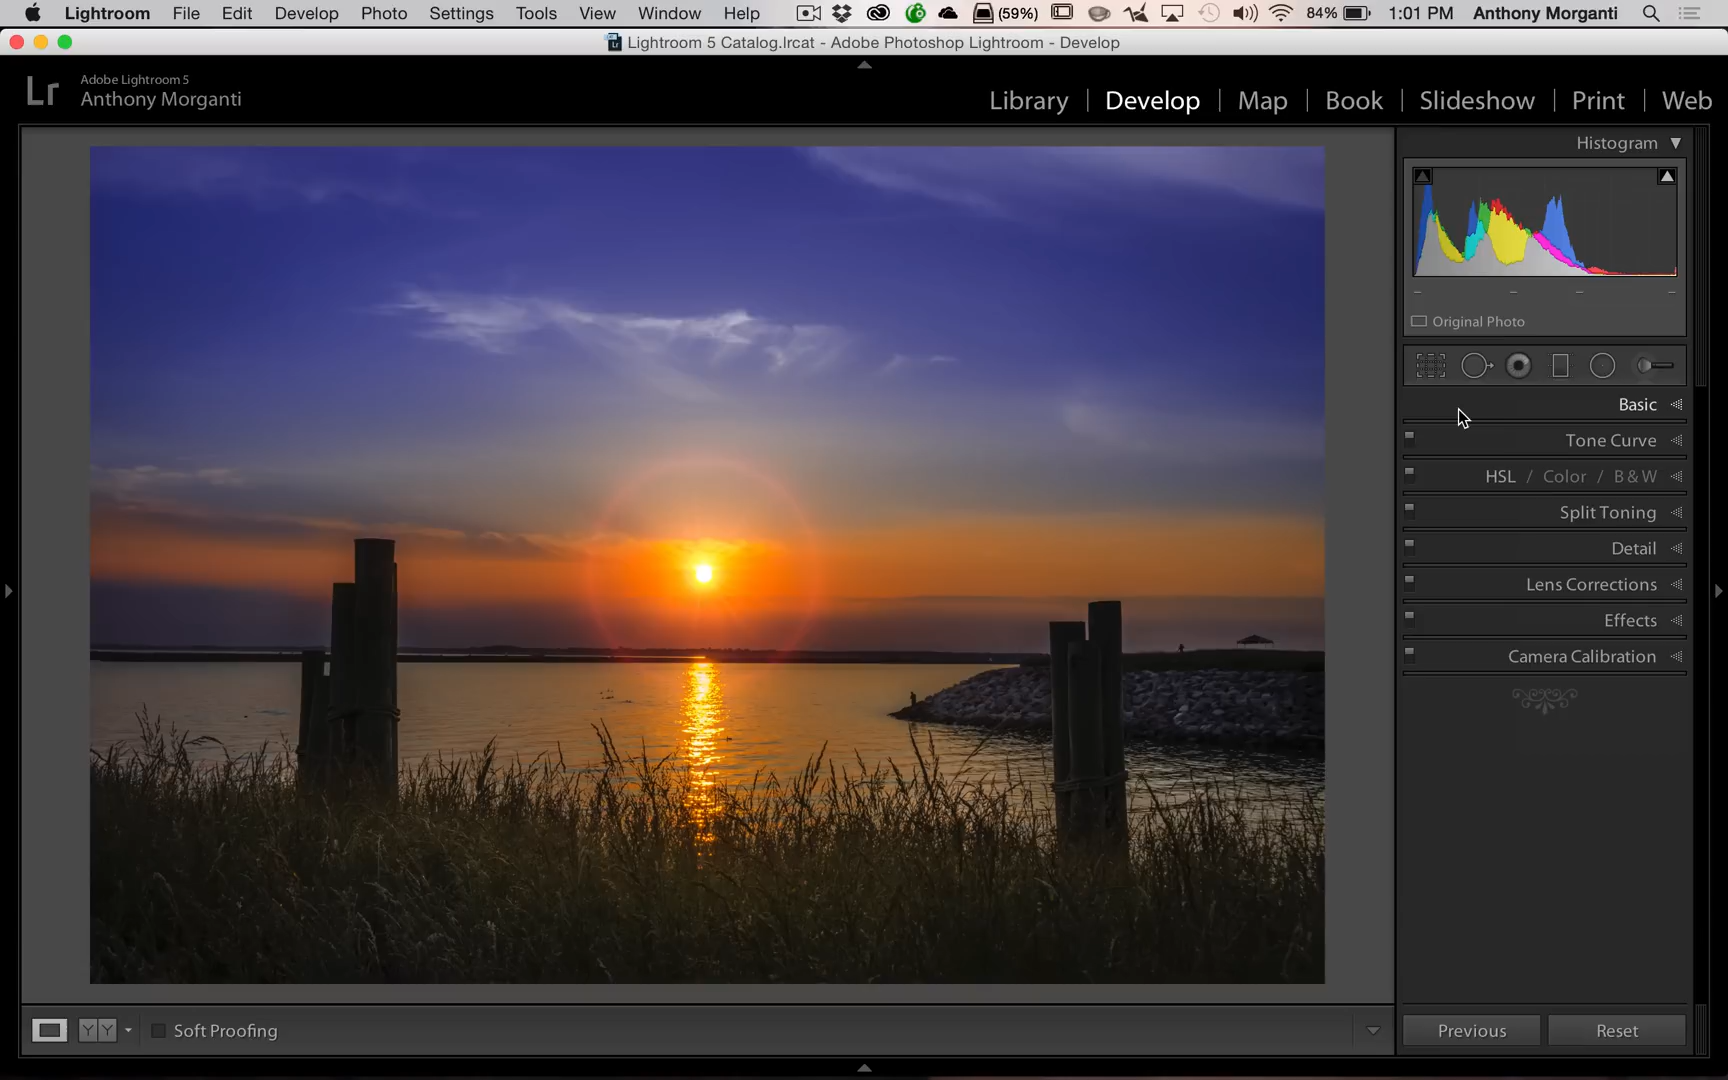 Lightroom File Edit Develop Photo Settings Tools View Window Help (59%) 84% 1:01 PM Anthony Morganti
Lightroom 5 Catalog.lrcat - Adobe Photoshop Lightroom - Develop
Lr
Adobe Lightroom 5
Anthony Morganti
Library | Develop | Map | Book | Slideshow | Print | Web
Histogram
Original Photo
Basic
Tone Curve
HSL / Color / B & W
Split Toning
Detail
Lens Corrections
Effects
Camera Calibration
Y Y Soft Proofing
Previous Reset